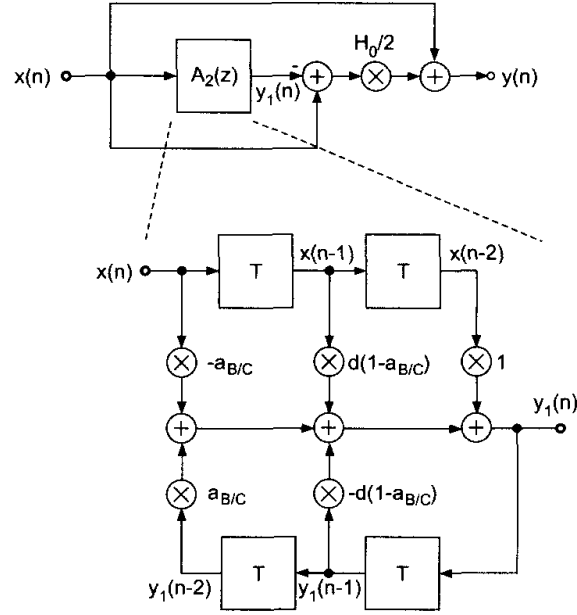 H₀/2
x(n) A₂(z) y₁(n) - + × + y(n)
x(n) T x(n-1) T x(n-2)
× -a_B/C × d(1-a_B/C) × 1
+ + + y₁(n)
× a_B/C × -d(1-a_B/C)
y₁(n-2) T y₁(n-1) T